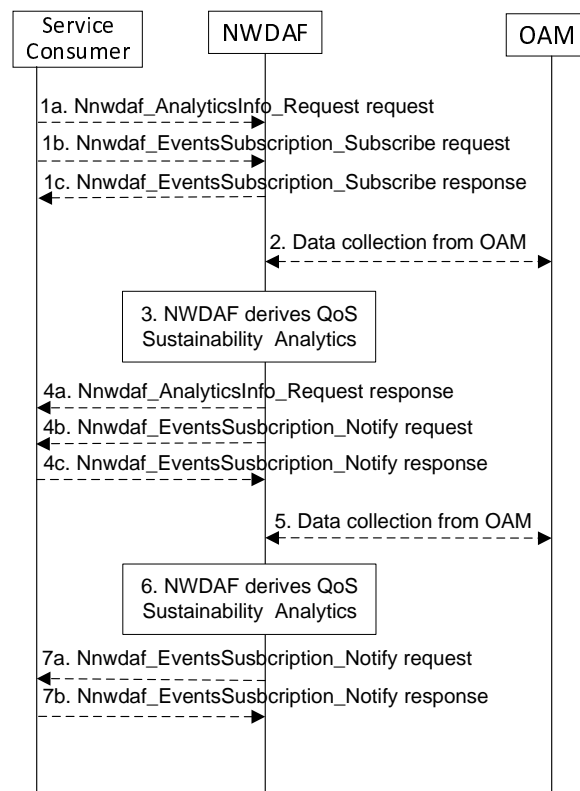 Service
Consumer
NWDAF
OAM
1a. Nnwdaf_AnalyticsInfo_Request request
1b. Nnwdaf_EventsSubscription_Subscribe request
1c. Nnwdaf_EventsSubscription_Subscribe response
2. Data collection from OAM
3. NWDAF derives QoS
Sustainability Analytics
4a. Nnwdaf_AnalyticsInfo_Request response
4b. Nnwdaf_EventsSusbcription_Notify request
4c. Nnwdaf_EventsSusbcription_Notify response
5. Data collection from OAM
6. NWDAF derives QoS
Sustainability Analytics
7a. Nnwdaf_EventsSusbcription_Notify request
7b. Nnwdaf_EventsSusbcription_Notify response